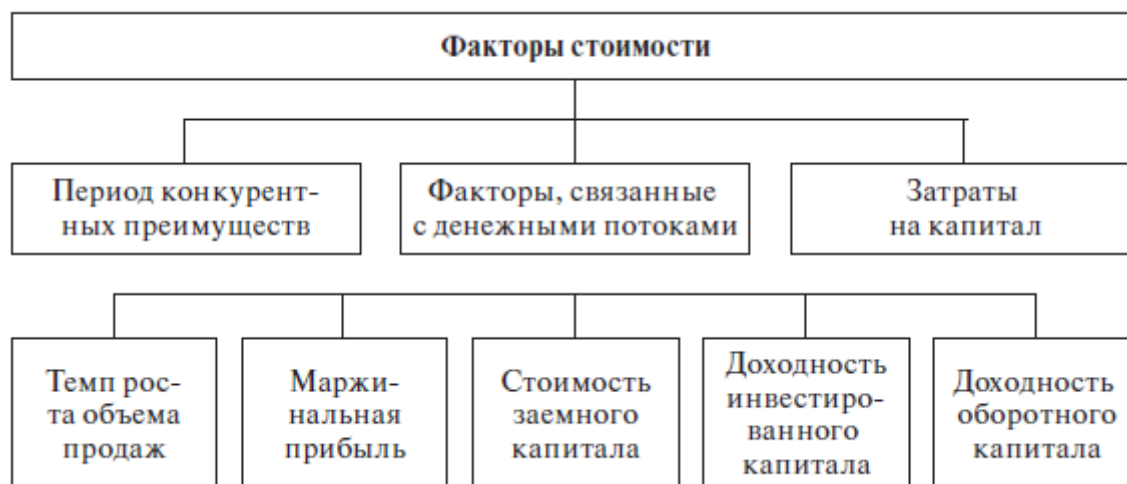 Факторы стоимости
Период конкурент-
ных преимуществ
Факторы, связанные
с денежными потоками
Затраты
на капитал
Темп рос-
та объема
продаж
Маржи-
нальная
прибыль
Стоимость
заемного
капитала
Доходность
инвестиро-
ванного
капитала
Доходность
оборотного
капитала